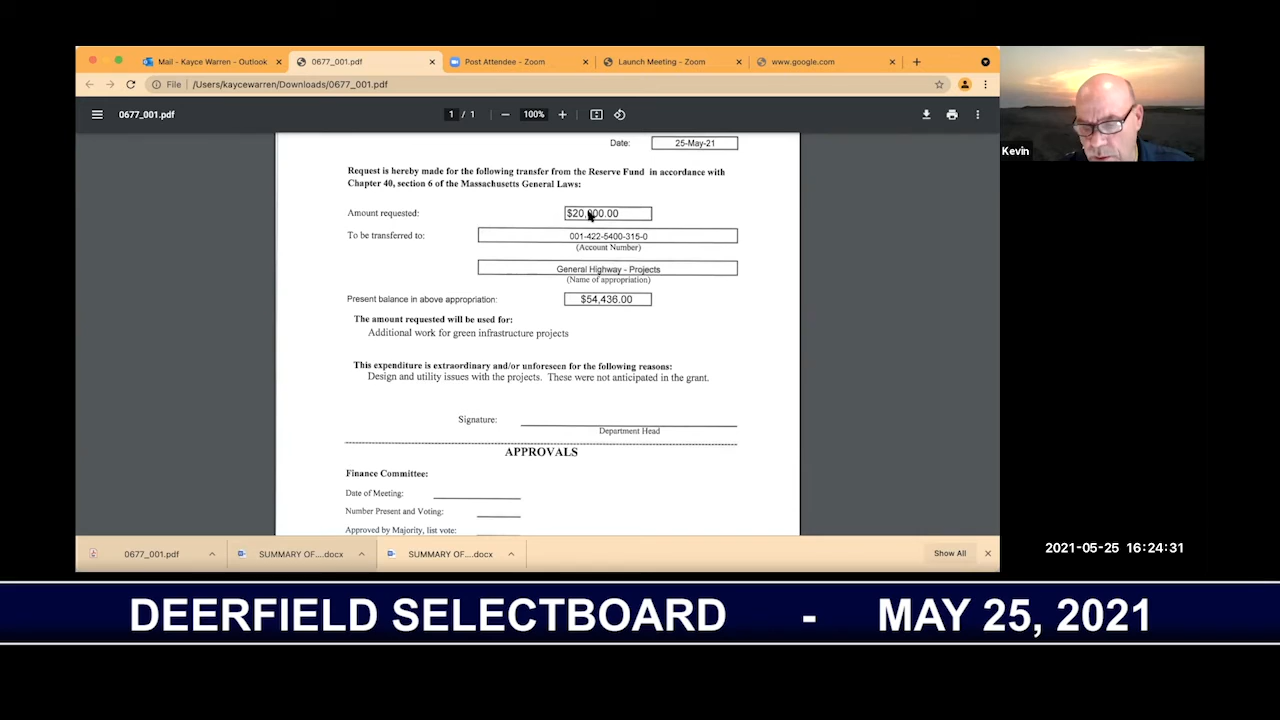 Mail - Kayce Warren - Outlook
0677_001.pdf
Post Attendee - Zoom
Launch Meeting - Zoom
www.google.com
File
/Users/kaycewarren/Downloads/0677_001.pdf
0677_001.pdf
1 / 1
100%
Date: 25-May-21
Request is hereby made for the following transfer from the Reserve Fund in accordance with
Chapter 40, section 6 of the Massachusetts General Laws:
Amount requested: $20,000.00
To be transferred to: 001-422-5400-315-0
(Account Number)
General Highway - Projects
(Name of appropriation)
Present balance in above appropriation: $54,436.00
The amount requested will be used for:
Additional work for green infrastructure projects
This expenditure is extraordinary and/or unforeseen for the following reasons:
Design and utility issues with the projects. These were not anticipated in the grant.
Signature:
Department Head
APPROVALS
Finance Committee:
Date of Meeting:
Number Present and Voting:
Approved by Majority, list vote:
0677_001.pdf
SUMMARY OF....docx
SUMMARY OF....docx
Show All
Kevin
2021-05-25 16:24:31
DEERFIELD SELECTBOARD - MAY 25, 2021